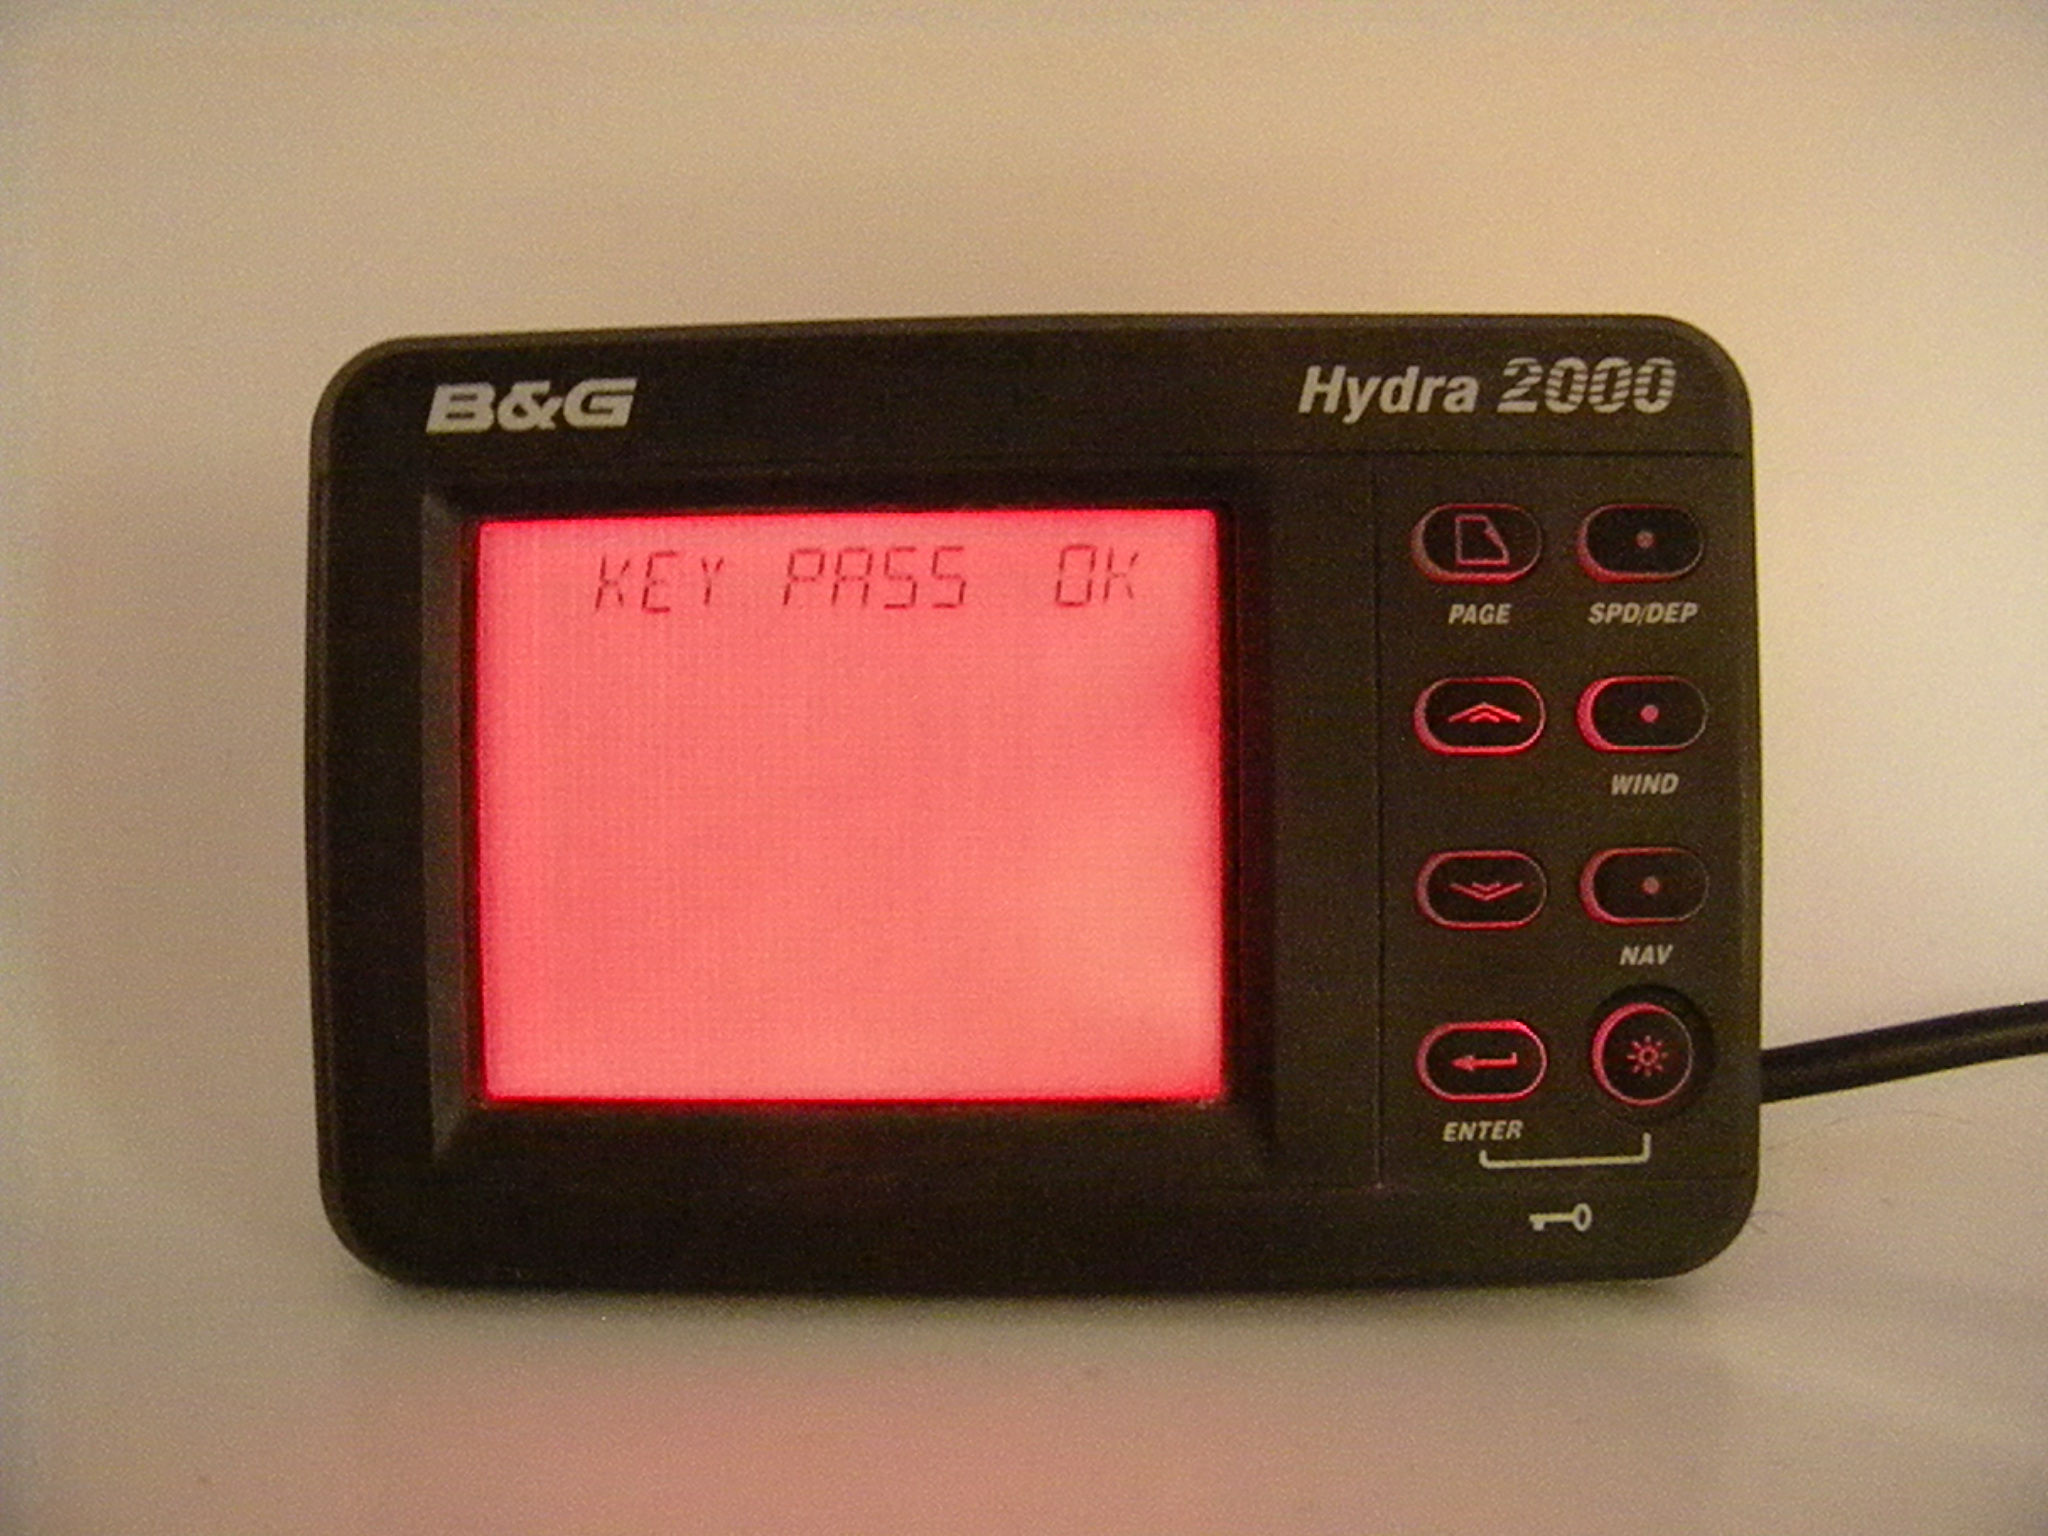 B&G
Hydra 2000
KEY PASS OK
PAGE
SPD/DEP
WIND
NAV
ENTER